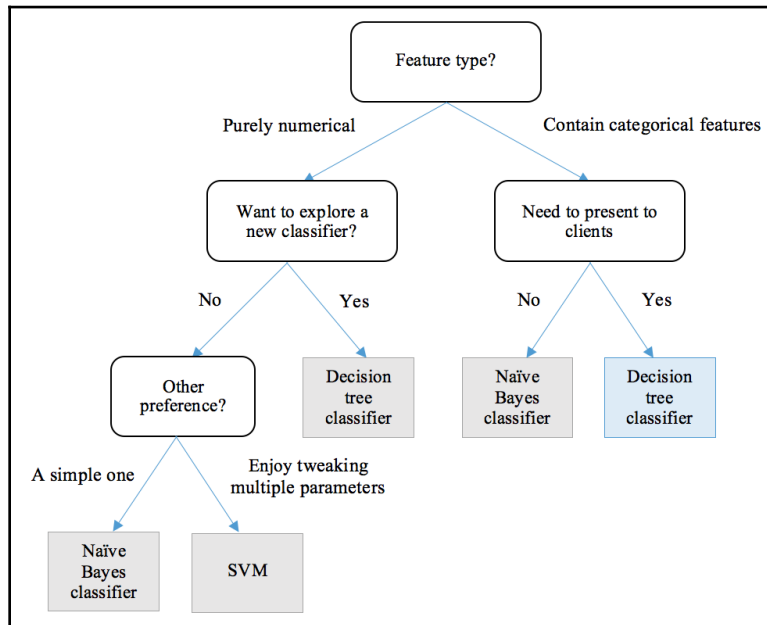 Feature type?
Purely numerical
Contain categorical features
Want to explore a
new classifier?
Need to present to
clients
No
Yes
No
Yes
Other
preference?
Decision
tree
classifier
Naïve
Bayes
classifier
Decision
tree
classifier
A simple one
Enjoy tweaking
multiple parameters
Naïve
Bayes
classifier
SVM